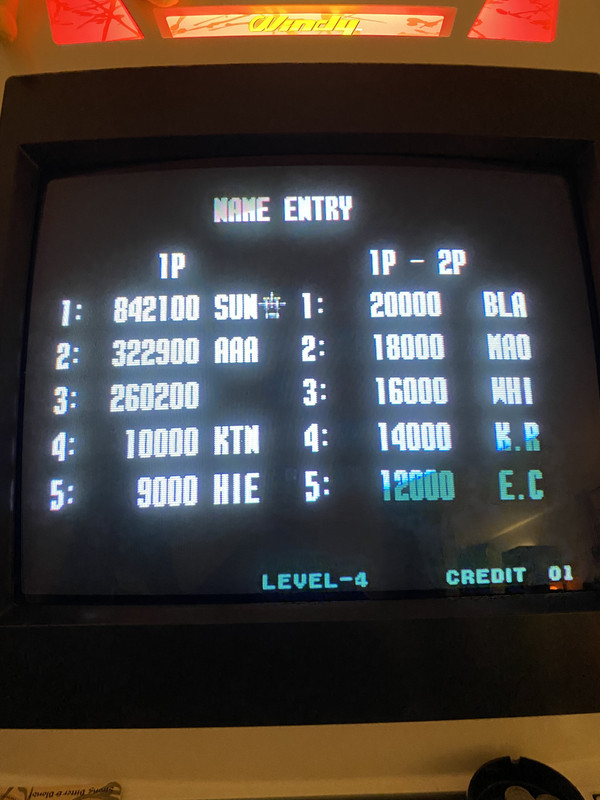 Windy
NAME ENTRY
1P 1P - 2P
1: 842100 SUN 1: 20000 BLA
2: 322900 AAA 2: 18000 MAO
3: 260200 3: 16000 WHI
4: 10000 KTN 4: 14000 K.R
5: 9000 HIE 5: 12000 E.C
LEVEL-4 CREDIT 01